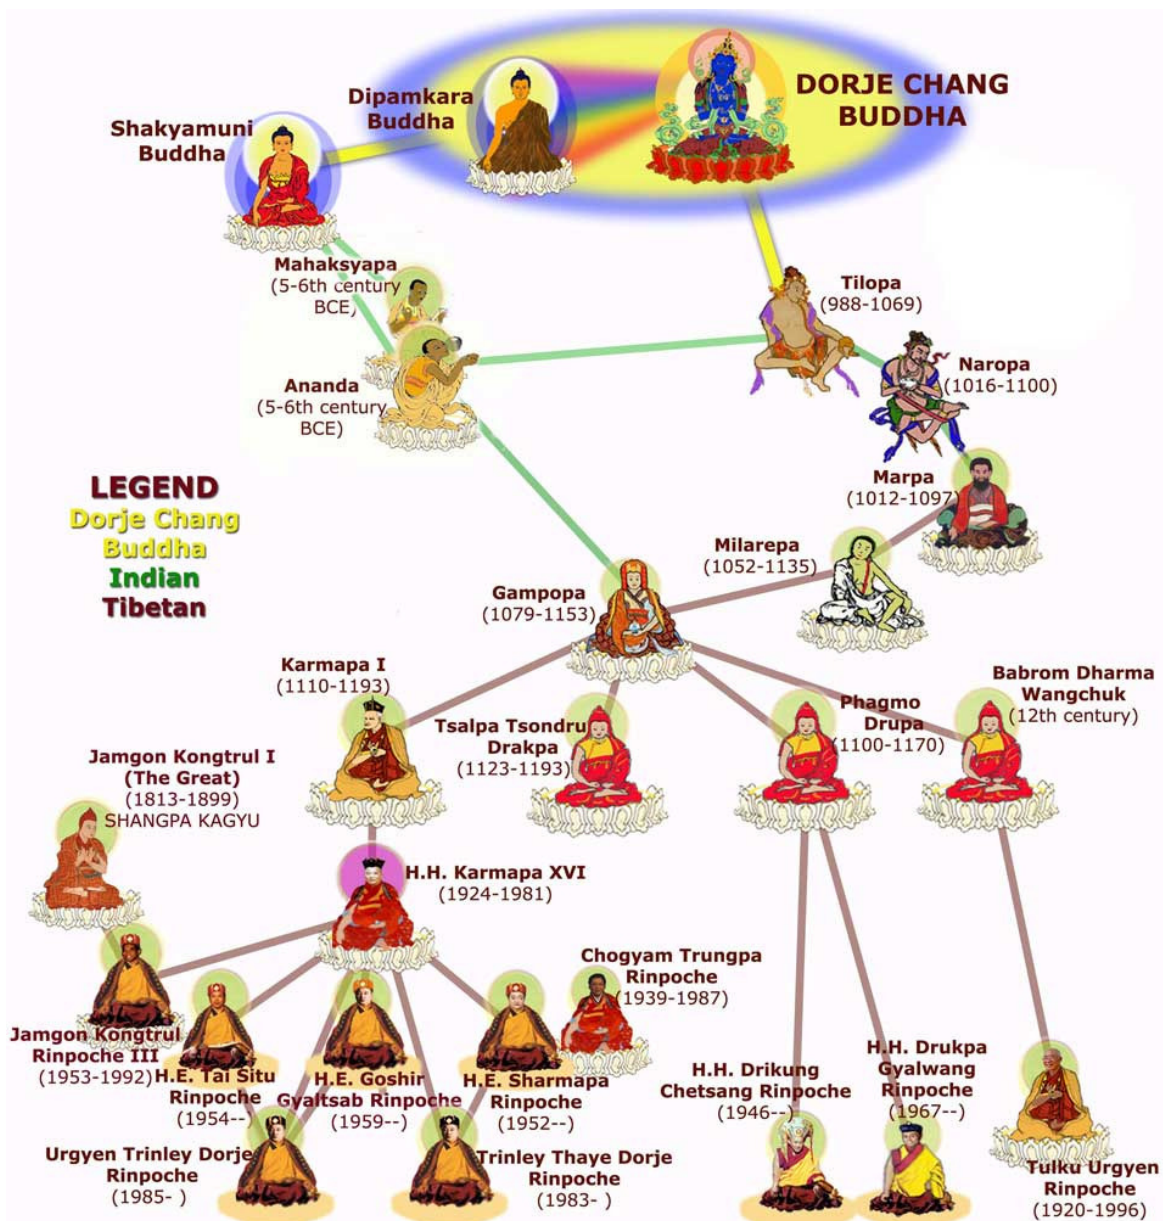 DORJE CHANG
BUDDHA
Dipamkara
Buddha
Shakyamuni
Buddha
Mahaksyapa
(5-6th century
BCE)
Tilopa
(988-1069)
Naropa
(1016-1100)
Ananda
(5-6th century
BCE)
Marpa
(1012-1097)
LEGEND
Dorje Chang
Buddha
Indian
Tibetan
Milarepa
(1052-1135)
Gampopa
(1079-1153)
Karmapa I
(1110-1193)
Tsalpa Tsondru
Drakpa
(1123-1193)
Phagmo
Drupa
(1100-1170)
Babrom Dharma
Wangchuk
(12th century)
Jamgon Kongtrul I
(The Great)
(1813-1899)
SHANGPA KAGYU
H.H. Karmapa XVI
(1924-1981)
Chogyam Trungpa
Rinpoche
(1939-1987)
Jamgon Kongtrul
Rinpoche III
(1953-1992)
H.E. Tai Situ
Rinpoche
(1954--)
H.E. Goshir
Gyaltsab Rinpoche
(1959--)
H.E. Sharmapa
Rinpoche
(1952--)
H.H. Drikung
Chetsang Rinpoche
(1946--)
H.H. Drukpa
Gyalwang
Rinpoche
(1967--)
Urgyen Trinley Dorje
Rinpoche
(1985- )
Trinley Thaye Dorje
Rinpoche
(1983- )
Tulku Urgyen
Rinpoche
(1920-1996)